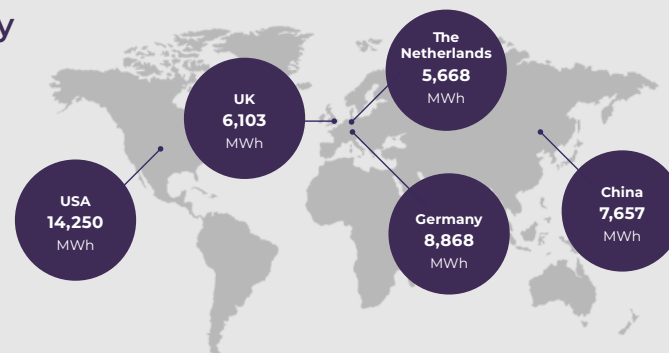 y
The
Netherlands
5,668
MWh
UK
6,103
MWh
USA
14,250
MWh
Germany
8,868
MWh
China
7,657
MWh